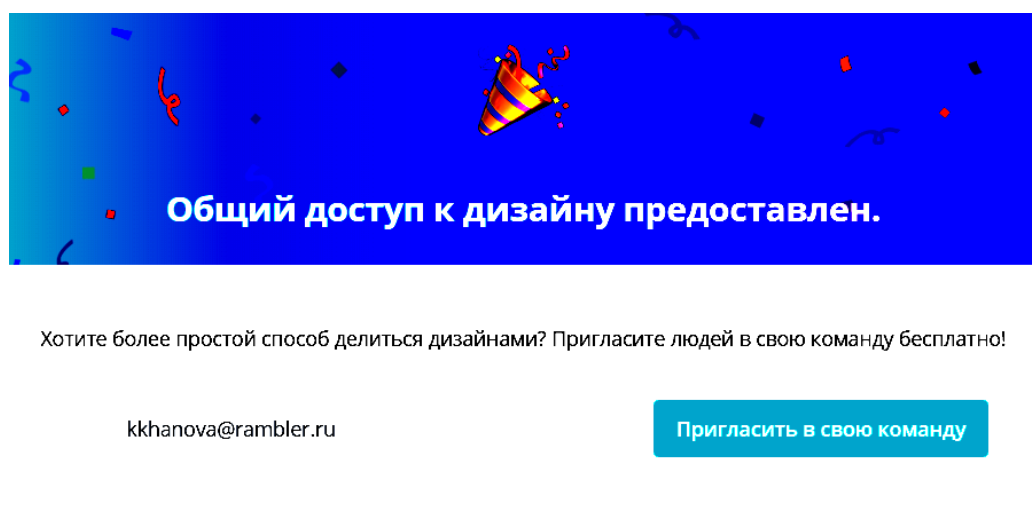 Общий доступ к дизайну предоставлен.
Хотите более простой способ делиться дизайнами? Пригласите людей в свою команду бесплатно!
kkhanova@rambler.ru
Пригласить в свою команду